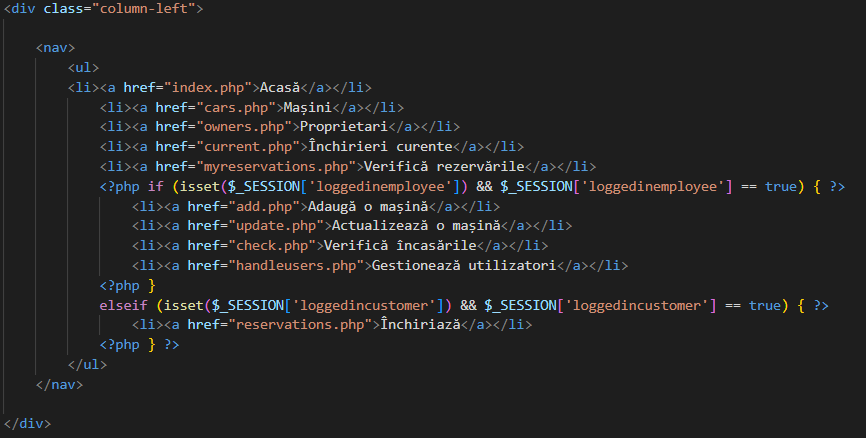 <div class="column-left">
<nav>
<ul>
<li><a href="index.php">Acasă</a></li>
<li><a href="cars.php">Mașini</a></li>
<li><a href="owners.php">Proprietari</a></li>
<li><a href="current.php">Închirieri curente</a></li>
<li><a href="myreservations.php">Verifică rezervările</a></li>
<?php if (isset($_SESSION['loggedinemployee']) && $_SESSION['loggedinemployee'] == true) { ?>
<li><a href="add.php">Adaugă o mașină</a></li>
<li><a href="update.php">Actualizează o mașină</a></li>
<li><a href="check.php">Verifică încasările</a></li>
<li><a href="handleusers.php">Gestionează utilizatori</a></li>
<?php }
elseif (isset($_SESSION['loggedincustomer']) && $_SESSION['loggedincustomer'] == true) { ?>
<li><a href="reservations.php">Închiriază</a></li>
<?php } ?>
</ul>
</nav>
</div>